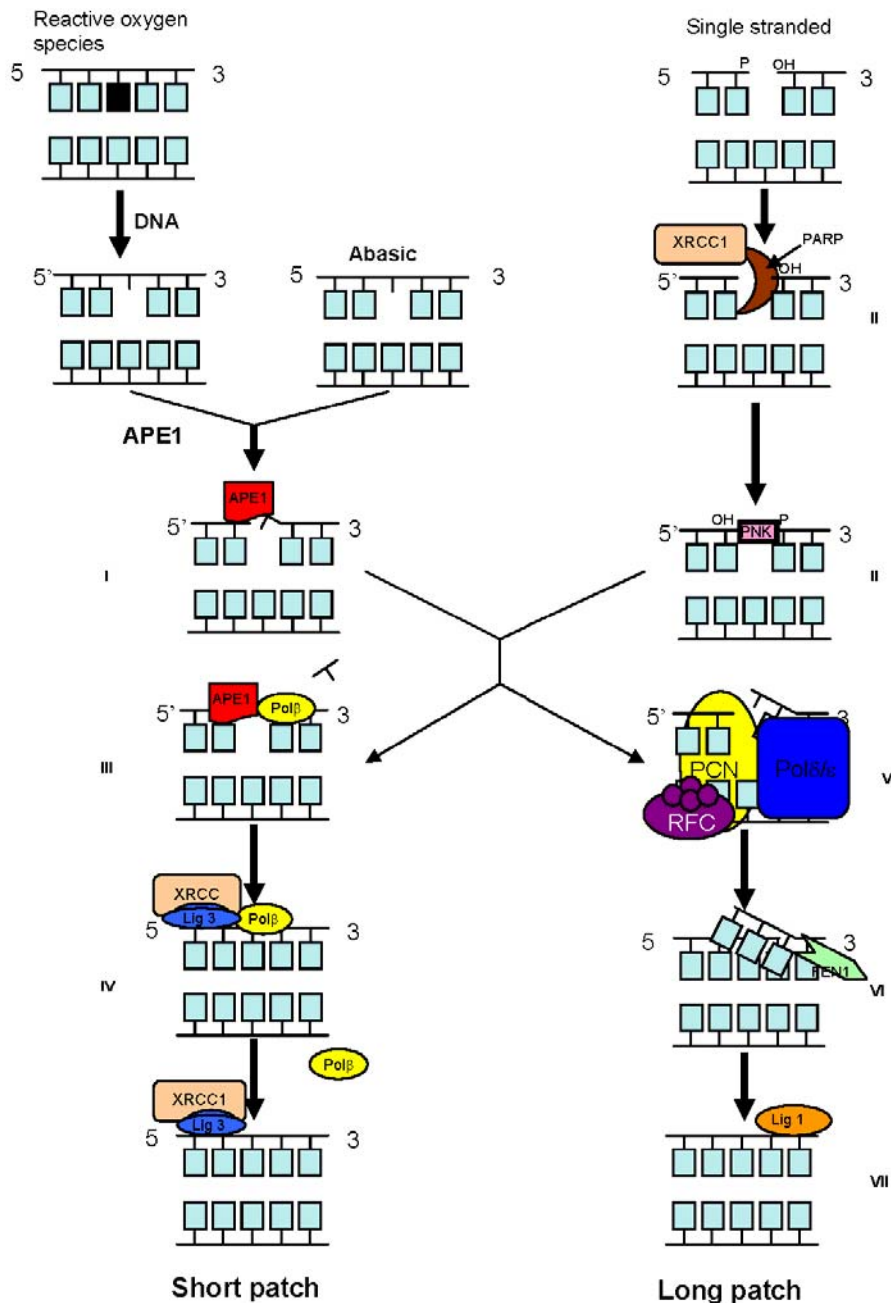 Reactive oxygen
species
5
3
DNA
5'
3
Abasic
5
3
APE1
APE1
5'
3
I
APE1
Polβ
5'
3
III
XRCC
Lig 3
Polβ
5
3
IV
Polβ
XRCC1
Lig 3
5
3
Short patch
Single stranded
P
OH
5
3
XRCC1
PARP
OH
5'
3
II
OH
P
PNK
5'
3
II
5'
3
PCN
Polδ/ε
RFC
V
5
3
FEN1
VI
Lig 1
VII
Long patch